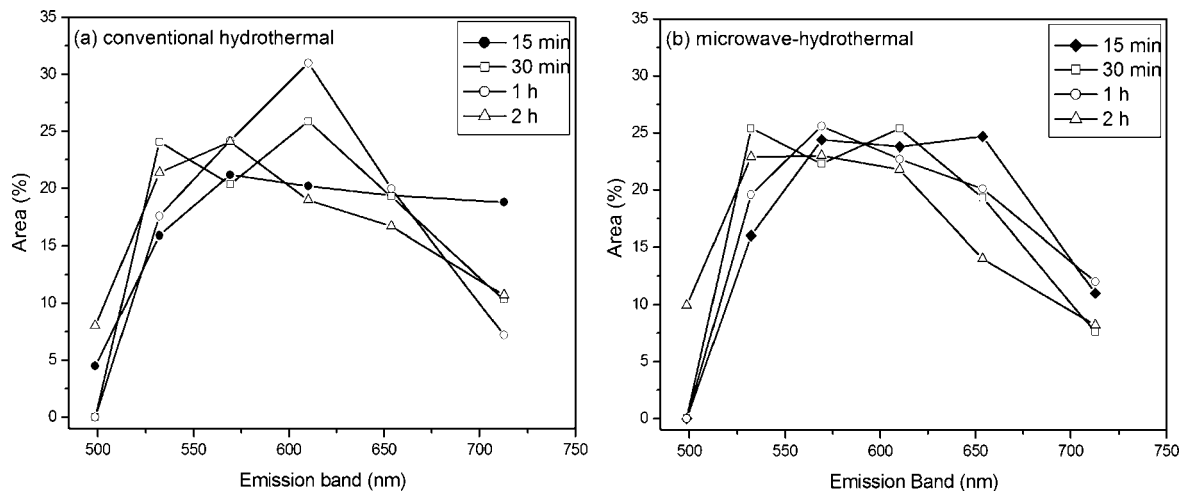 (a) conventional hydrothermal
15 min
30 min
1 h
2 h
35
30
25
20
15
10
5
0
Area (%)
500 550 600 650 700 750
Emission band (nm)
(b) microwave-hydrothermal
15 min
30 min
1 h
2 h
35
30
25
20
15
10
5
0
Area (%)
500 550 600 650 700 750
Emission Band (nm)